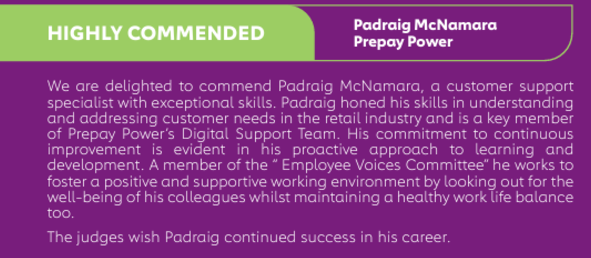 HIGHLY COMMENDED
Padraig McNamara
Prepay Power
We are delighted to commend Padraig McNamara, a customer support
specialist with exceptional skills. Padraig honed his skills in understanding
and addressing customer needs in the retail industry and is a key member
of Prepay Power's Digital Support Team. His commitment to continuous
improvement is evident in his proactive approach to learning and
development. A member of the " Employee Voices Committee" he works to
foster a positive and supportive working environment by looking out for the
well-being of his colleagues whilst maintaining a healthy work life balance
too.
The judges wish Padraig continued success in his career.